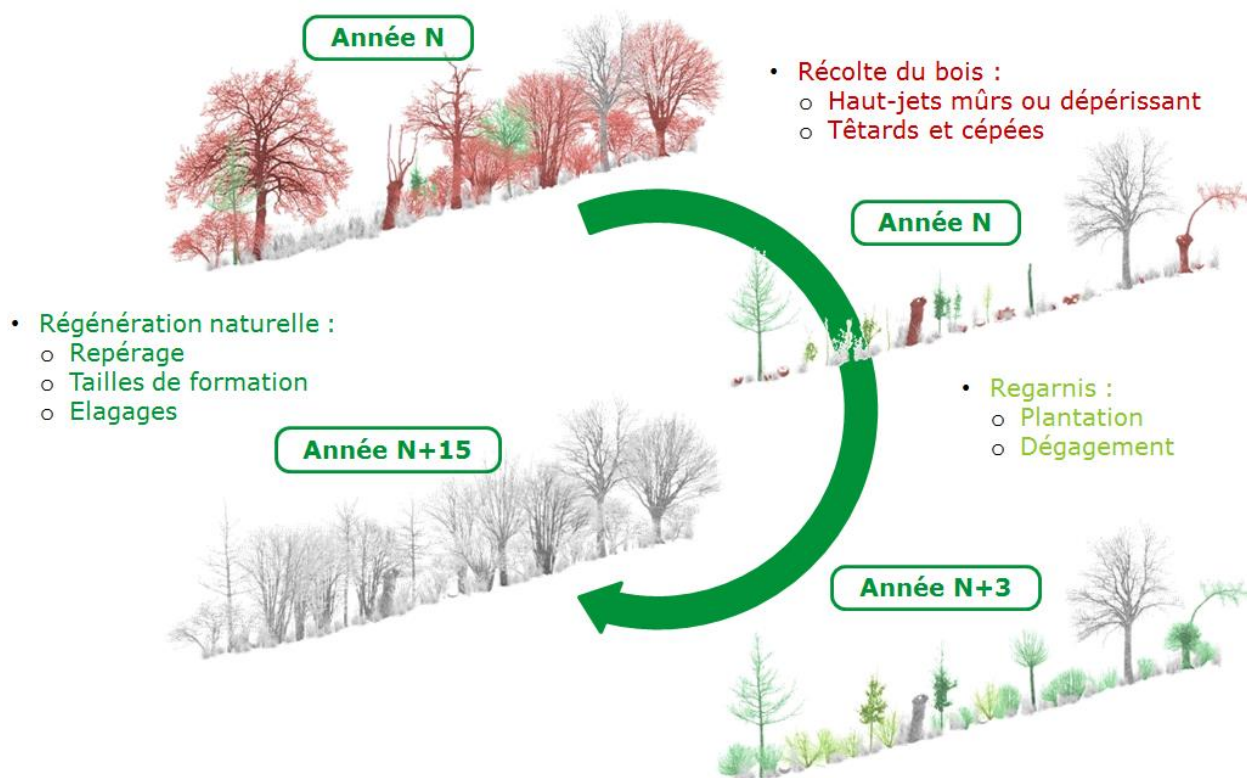 Année N
• Récolte du bois :
o Haut-jets mûrs ou dépérissant
o Têtards et cépées
Année N
• Régénération naturelle :
o Repérage
o Tailles de formation
o Elagages
• Regarnis :
o Plantation
o Dégagement
Année N+15
Année N+3